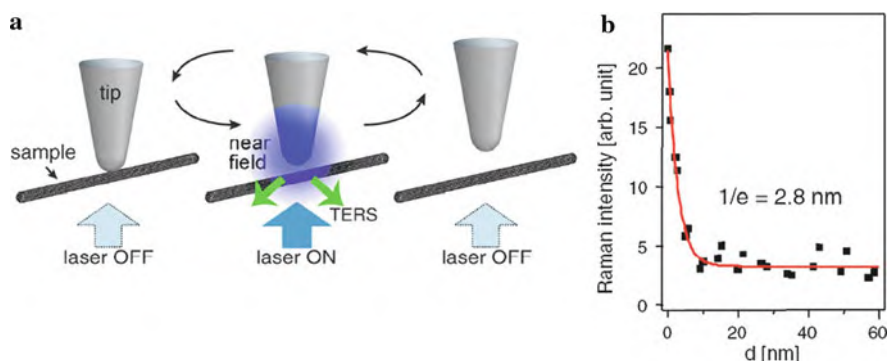 a
tip
sample
near
field
TERS
laser OFF
laser ON
laser OFF
b
Raman intensity [arb. unit]
20
15
10
5
0
1/e = 2.8 nm
0
20
40
60
d [nm]